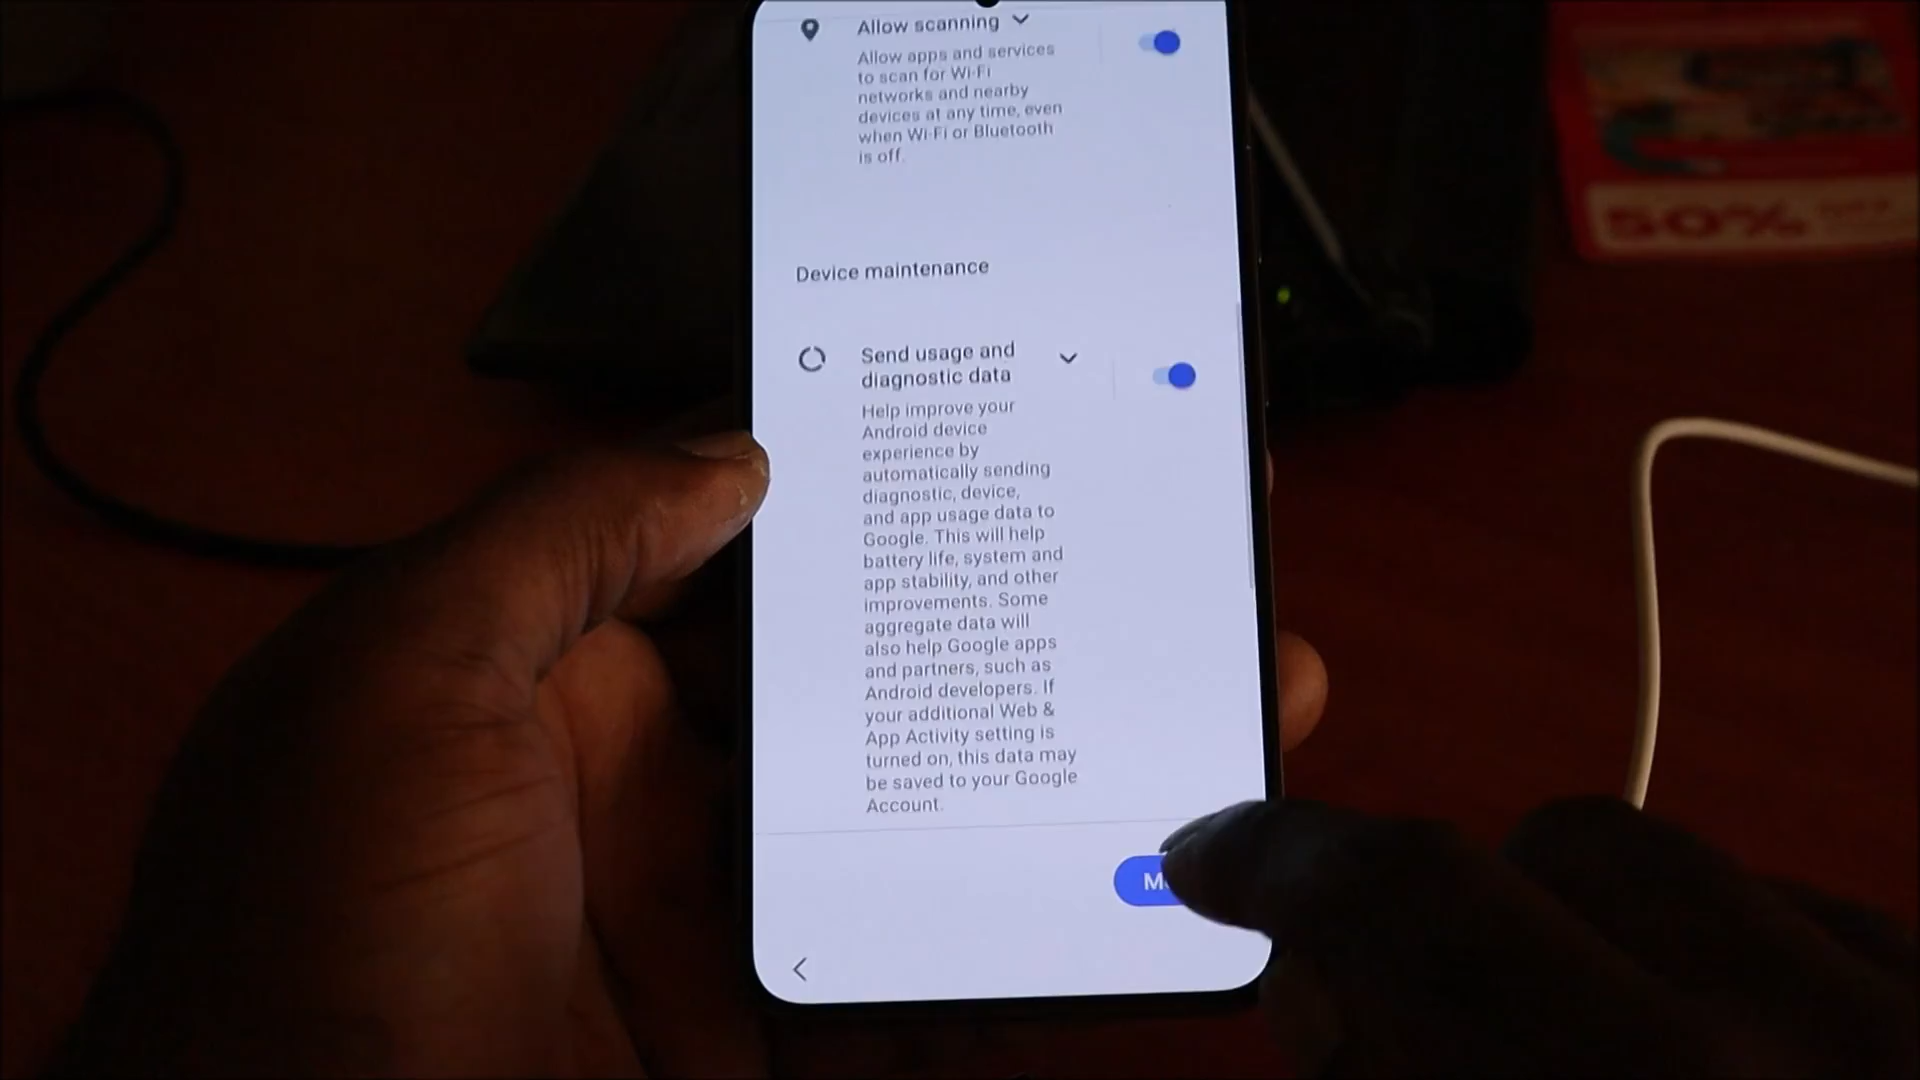 Allow scanning
Allow apps and services
to scan for Wi-Fi
networks and nearby
devices at any time, even
when Wi-Fi or Bluetooth
is off.
50%
Device maintenance
Send usage and
diagnostic data
Help improve your
Android device
experience by
automatically sending
diagnostic, device,
and app usage data to
Google. This will help
battery life, system and
app stability, and other
improvements. Some
aggregate data will
also help Google apps
and partners, such as
Android developers. If
your additional Web &
App Activity setting is
turned on, this data may
be saved to your Google
Account.